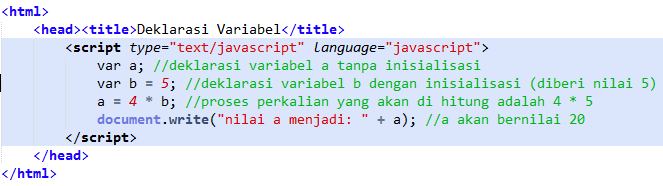 <html>
<head><title>Deklarasi Variabel</title>
<script type="text/javascript" language="javascript">
var a; //deklarasi variabel a tanpa inisialisasi
var b = 5; //deklarasi variabel b dengan inisialisasi (diberi nilai 5)
a = 4 * b; //proses perkalian yang akan di hitung adalah 4 * 5
document.write("nilai a menjadi: " + a); //a akan bernilai 20
</script>
</head>
</html>